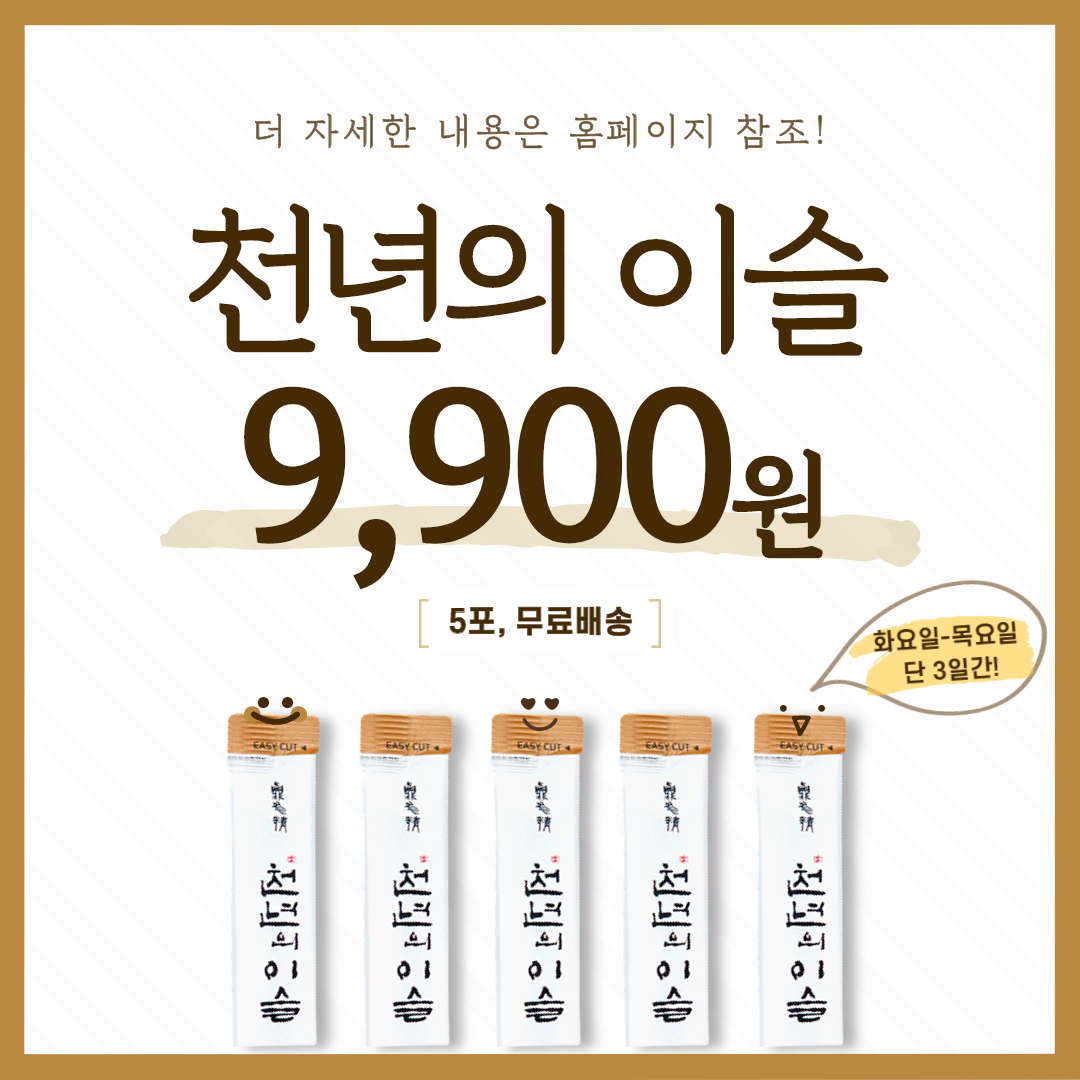 더 자세한 내용은 홈페이지 참조!
천년의 이슬
9,900원
[ 5포, 무료배송 ]
화요일-목요일
단 3일간!
EASY CUT ◀
천년의 이슬
EASY CUT ◀
천년의 이슬
EASY CUT ◀
천년의 이슬
EASY CUT ◀
천년의 이슬
EASY CUT ◀
천년의 이슬